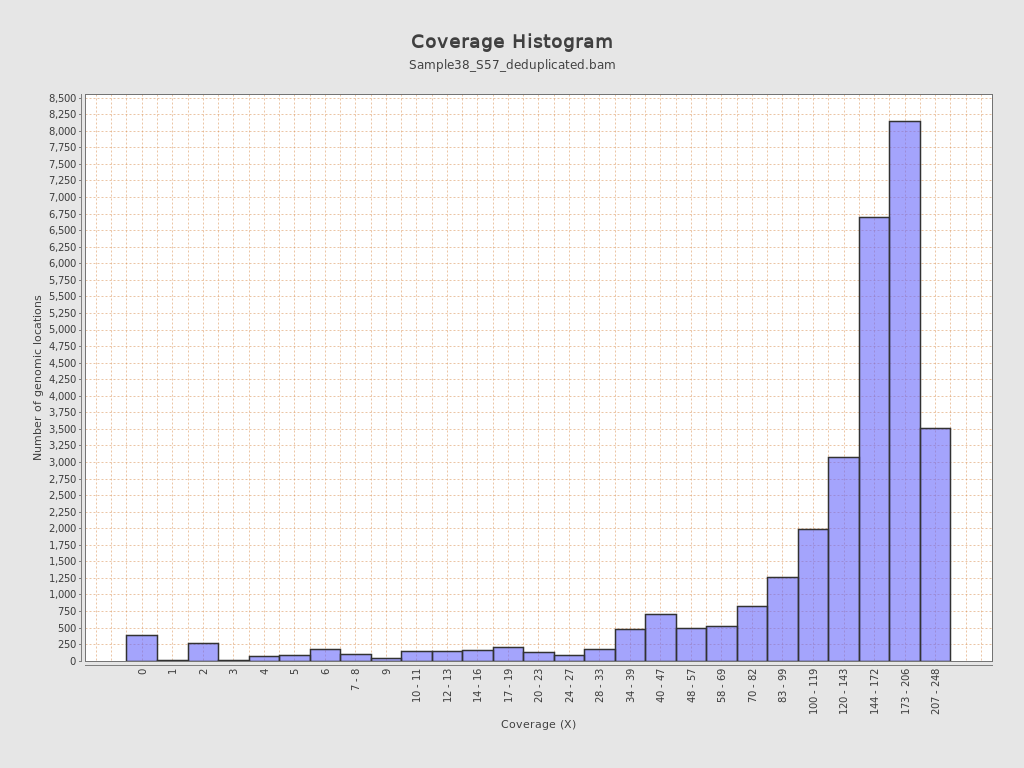 Coverage Histogram
Sample38_S57_deduplicated.bam
8,500
8,250
8,000
7,750
7,500
7,250
7,000
6,750
6,500
6,250
6,000
5,750
5,500
5,250
5,000
4,750
4,500
4,250
4,000
3,750
3,500
3,250
3,000
2,750
2,500
2,250
2,000
1,750
1,500
1,250
1,000
750
500
250
0
Number of genomic locations
0
1
2
3
4
5
6
7 - 8
9
10 - 11
12 - 13
14 - 16
17 - 19
20 - 23
24 - 27
28 - 33
34 - 39
40 - 47
48 - 57
58 - 69
70 - 82
83 - 99
100 - 119
120 - 143
144 - 172
173 - 206
207 - 248
Coverage (X)